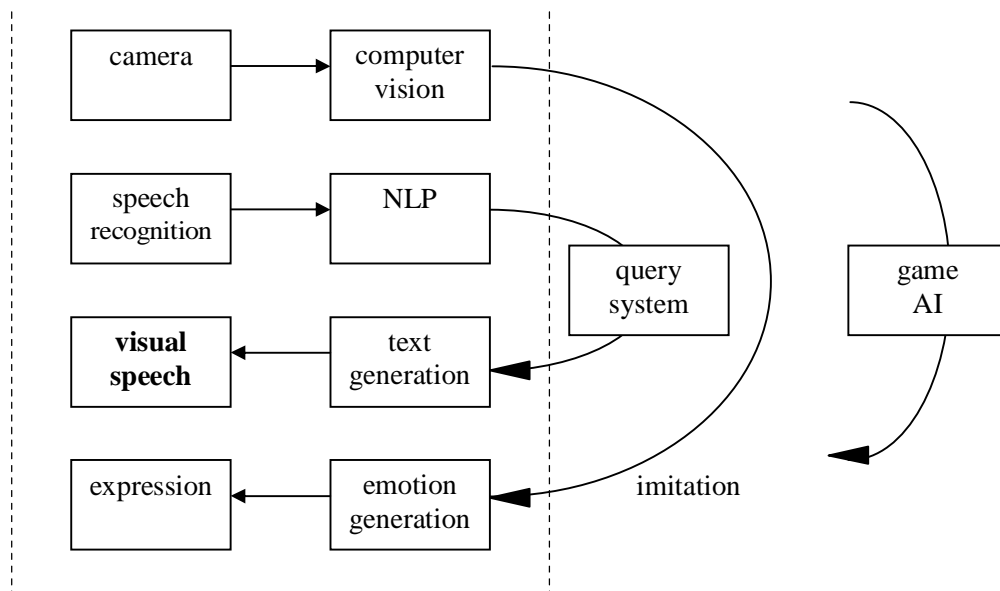 camera
computer
vision
speech
recognition
NLP
query
system
game
AI
visual
speech
text
generation
expression
emotion
generation
imitation